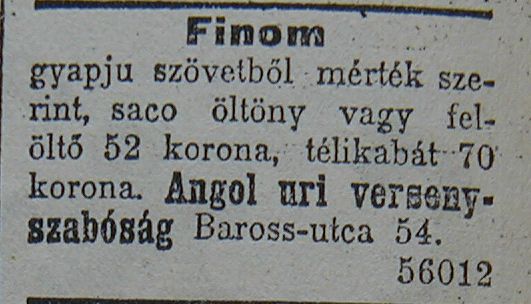 Finom
gyapju szövetből mérték sze-
rint, saco öltöny vagy fel-
öltő 52 korona, télikabát 70
korona. Angol uri verseny-
szabóság Baross-utca 54.
56012